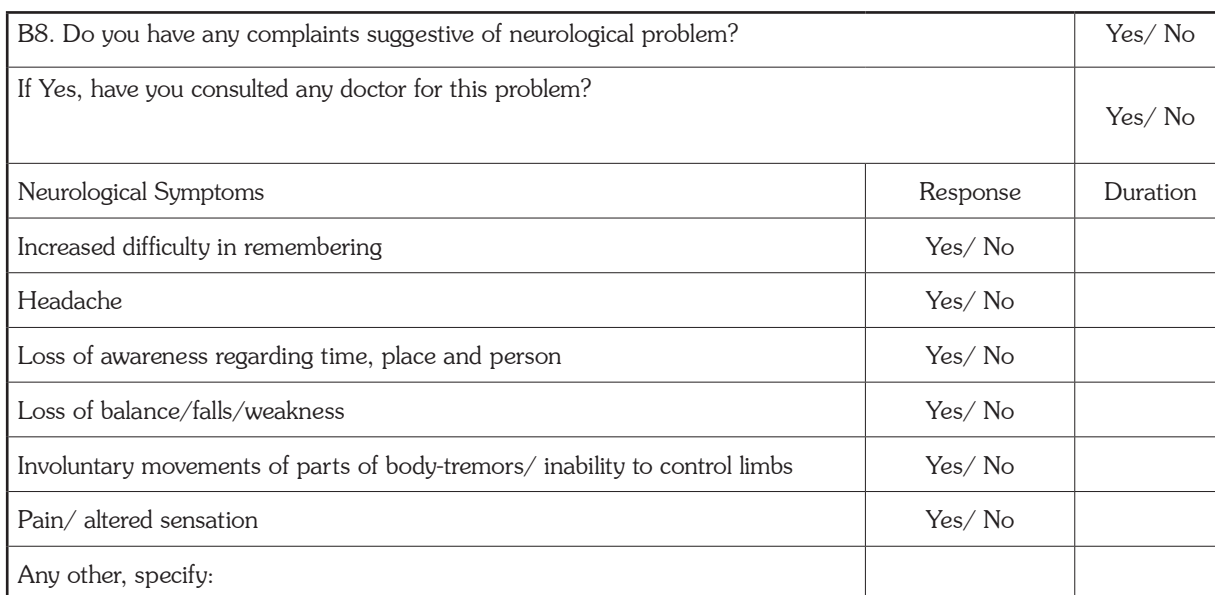 B8. Do you have any complaints suggestive of neurological problem? Yes/ No
If Yes, have you consulted any doctor for this problem? Yes/ No
Neurological Symptoms Response Duration
Increased difficulty in remembering Yes/ No
Headache Yes/ No
Loss of awareness regarding time, place and person Yes/ No
Loss of balance/falls/weakness Yes/ No
Involuntary movements of parts of body-tremors/ inability to control limbs Yes/ No
Pain/ altered sensation Yes/ No
Any other, specify: